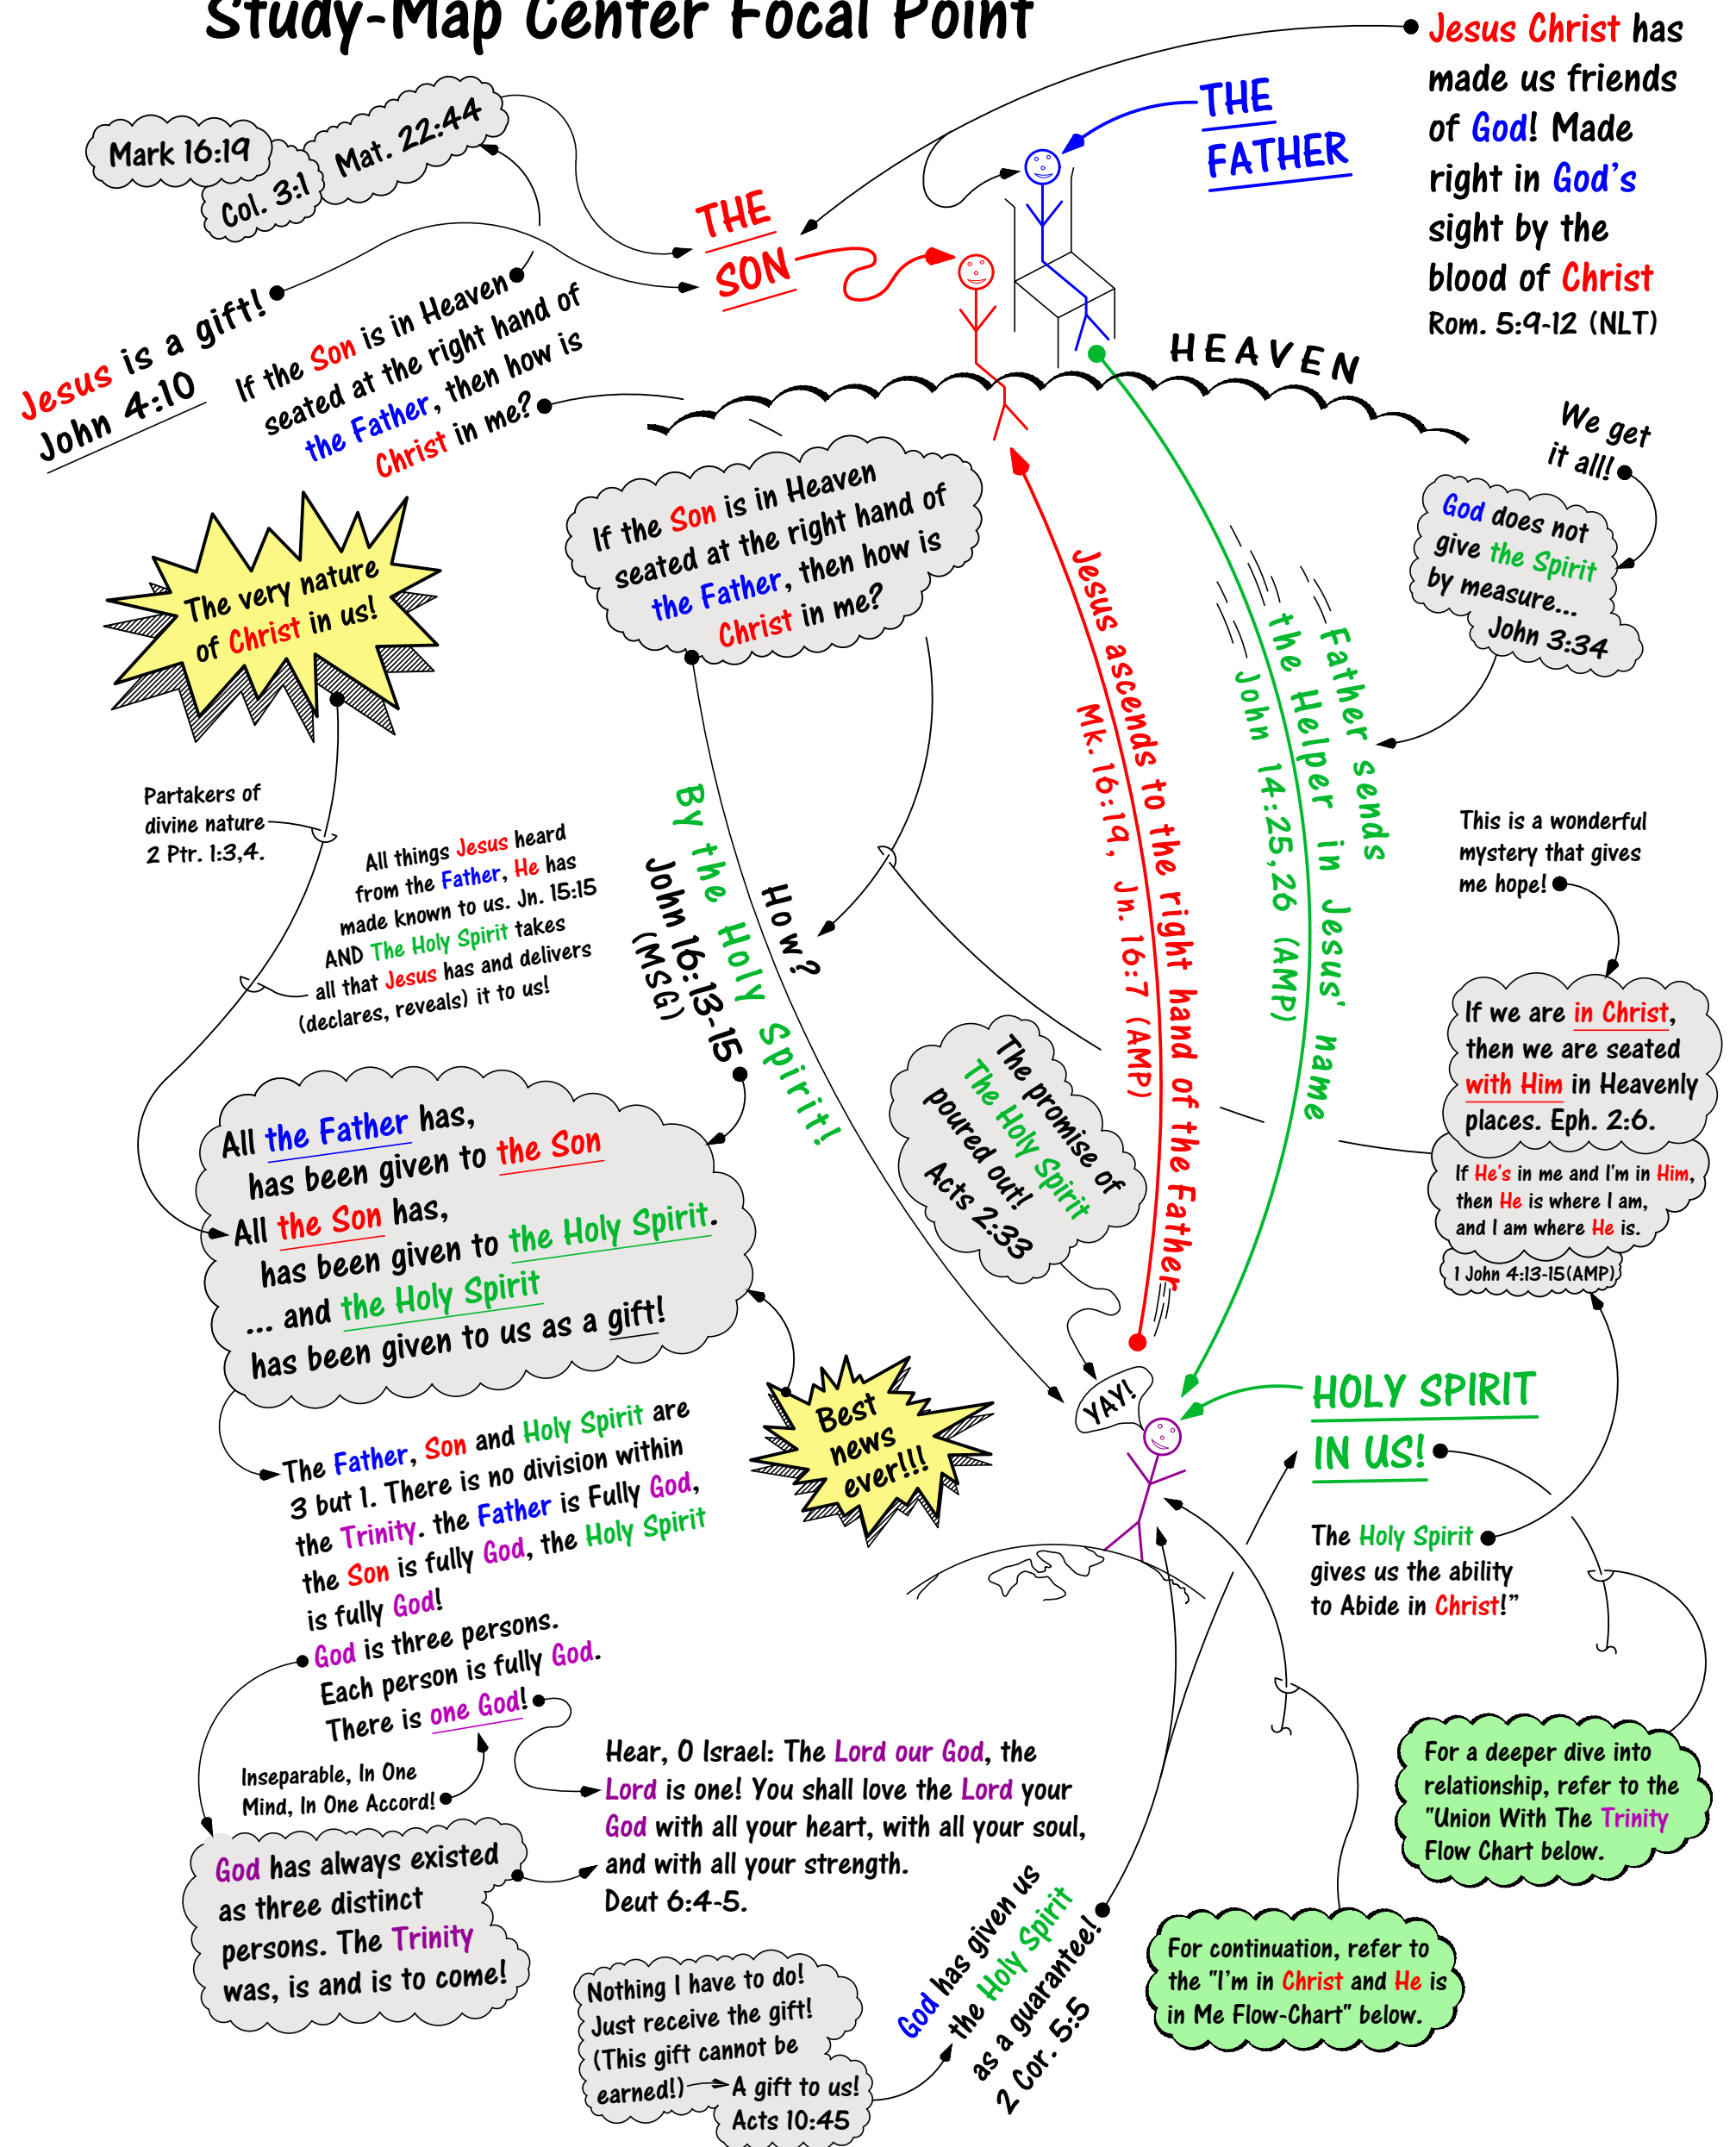 Study-Map Center Focal Point
Jesus Christ has
made us friends
of God! Made
right in God's
sight by the
blood of Christ
Rom. 5:9-12 (NLT)
THE
FATHER
Mark 16:19
Col. 3:1
Mat. 22:44
THE
SON
Jesus is a gift!
John 4:10
If the Son is in Heaven
seated at the right hand of
the Father, then how is
Christ in me?
HEAVEN
We get
it all!
God does not
give the Spirit
by measure...
John 3:34
If the Son is in Heaven
seated at the right hand of
the Father, then how is
Christ in me?
The very nature
of Christ in us!
Jesus ascends to the right hand of the Father
Mk. 16:19, Jn. 16:7 (AMP)
Father sends
the Helper in Jesus' name
John 14:25,26 (AMP)
Partakers of
divine nature
2 Ptr. 1:3,4.
All things Jesus heard
from the Father, He has
made known to us. Jn. 15:15
AND The Holy Spirit takes
all that Jesus has and delivers
(declares, reveals) it to us!
How?
By the Holy Spirit!
John 16:13-15
(MSG)
This is a wonderful
mystery that gives
me hope!
If we are in Christ,
then we are seated
with Him in Heavenly
places. Eph. 2:6.
If He's in me and I'm in Him,
then He is where I am,
and I am where He is.
1 John 4:13-15(AMP)
The promise of
The Holy Spirit
poured out!
Acts 2:33
All the Father has,
has been given to the Son
All the Son has,
has been given to the Holy Spirit.
... and the Holy Spirit
has been given to us as a gift!
Best
news
ever!!!
YAY!
HOLY SPIRIT
IN US!
The Holy Spirit
gives us the ability
to Abide in Christ!”
The Father, Son and Holy Spirit are
3 but 1. There is no division within
the Trinity. the Father is Fully God,
the Son is fully God, the Holy Spirit
is fully God!
God is three persons.
Each person is fully God.
There is one God!
Inseparable, In One
Mind, In One Accord!
Hear, O Israel: The Lord our God, the
Lord is one! You shall love the Lord your
God with all your heart, with all your soul,
and with all your strength.
Deut 6:4-5.
God has always existed
as three distinct
persons. The Trinity
was, is and is to come!
For a deeper dive into
relationship, refer to the
"Union With The Trinity
Flow Chart below.
For continuation, refer to
the "I'm in Christ and He is
in Me Flow-Chart" below.
God has given us
the Holy Spirit
as a guarantee!
2 Cor. 5:5
Nothing I have to do!
Just receive the gift!
(This gift cannot be
earned!)
A gift to us!
Acts 10:45